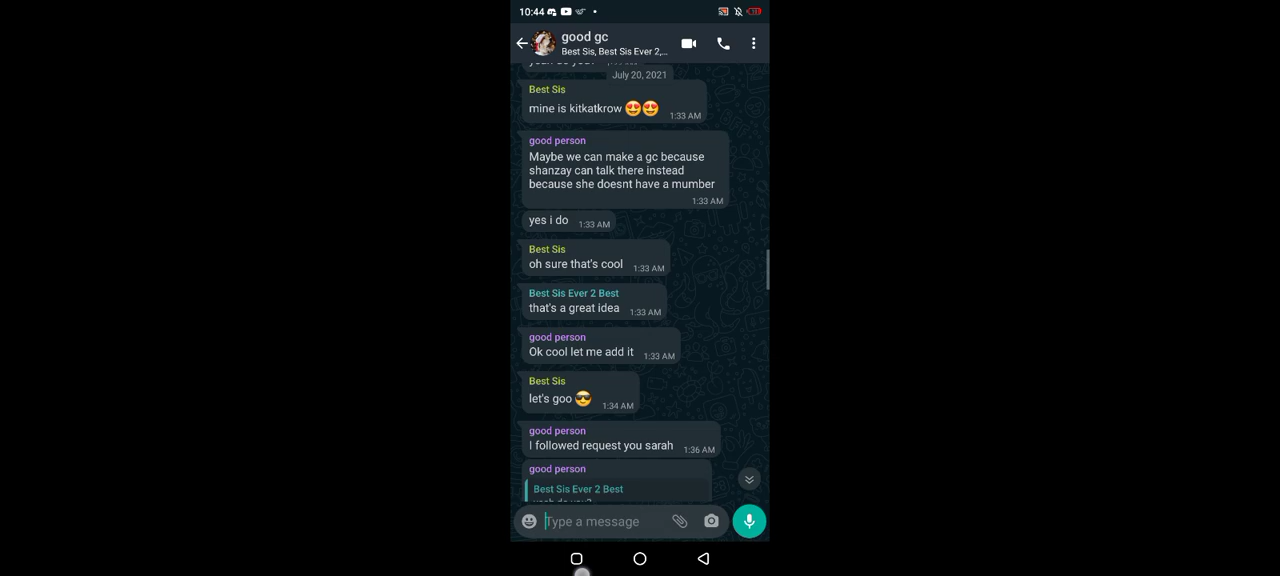 10:44
good gc
Best Sis, Best Sis Ever 2,...
July 20, 2021
Best Sis
mine is kitkatkrow 😍😍 1:33 AM
good person
Maybe we can make a gc because
shanzay can talk there instead
because she doesnt have a mumber
1:33 AM
yes i do 1:33 AM
Best Sis
oh sure that's cool 1:33 AM
Best Sis Ever 2 Best
that's a great idea 1:33 AM
good person
Ok cool let me add it 1:33 AM
Best Sis
let's goo 😎 1:34 AM
good person
I followed request you sarah 1:36 AM
good person
Best Sis Ever 2 Best
Type a message